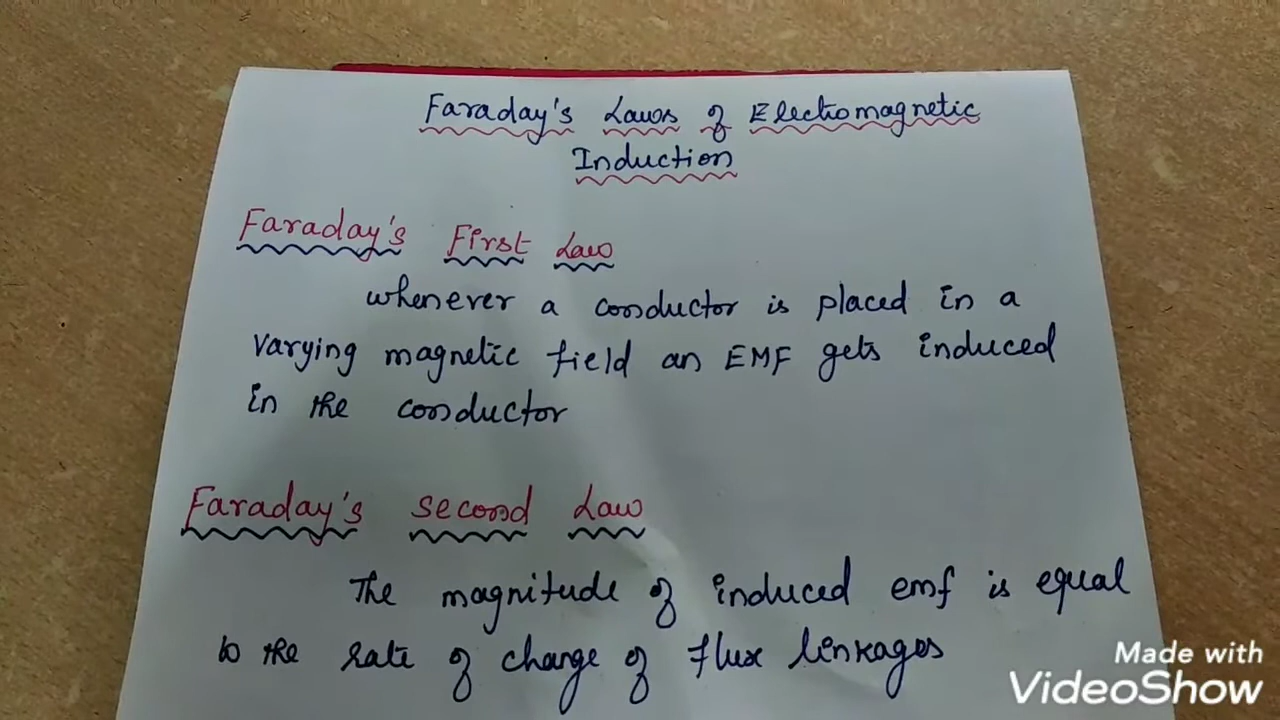 Faraday's Laws of Electromagnetic
Induction
Faraday's First Law
whenever a conductor is placed in a
varying magnetic field an EMF gets induced
in the conductor
Faraday's second Law
The magnitude of induced emf is equal
to the rate of change of flux linkages
Made with
VideoShow